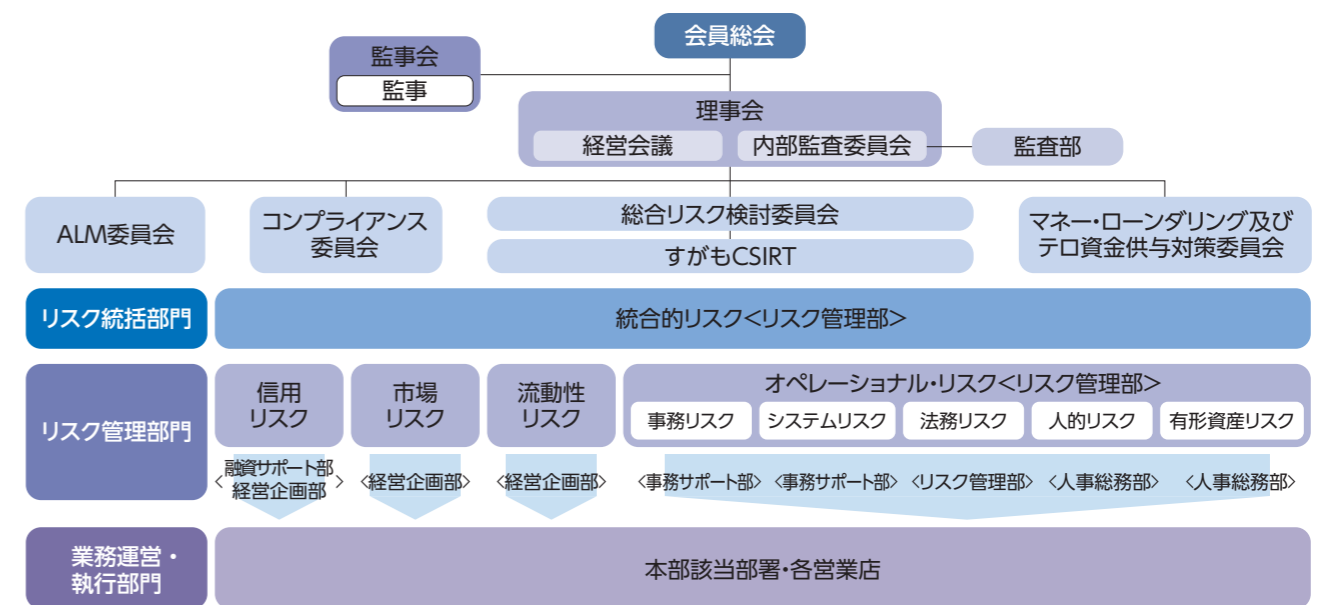 会員総会
監事会
監事
理事会
経営会議
内部監査委員会
監査部
ALM委員会
コンプライアンス
委員会
総合リスク検討委員会
すがもCSIRT
マネー・ローンダリング及び
テロ資金供与対策委員会
リスク統括部門
統合的リスク<リスク管理部>
リスク管理部門
信用
リスク
市場
リスク
流動性
リスク
オペレーショナル・リスク<リスク管理部>
事務リスク
システムリスク
法務リスク
人的リスク
有形資産リスク
〈融資サポート部
経営企画部〉
〈経営企画部〉
〈経営企画部〉
〈事務サポート部〉
〈事務サポート部〉
〈リスク管理部〉
〈人事総務部〉
〈人事総務部〉
業務運営・
執行部門
本部該当部署・各営業店